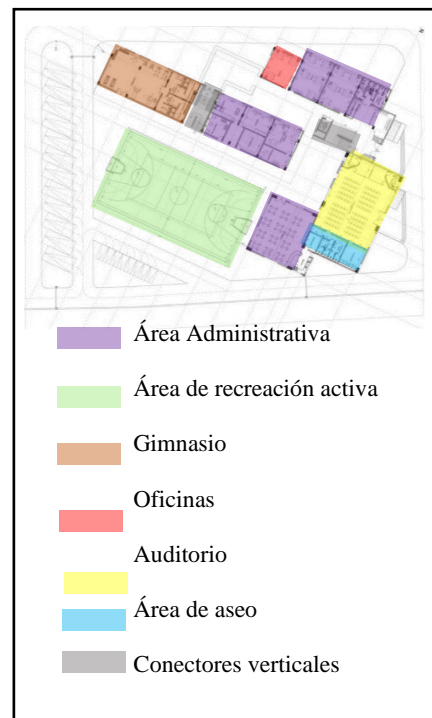 Área Administrativa
Área de recreación activa
Gimnasio
Oficinas
Auditorio
Área de aseo
Conectores verticales